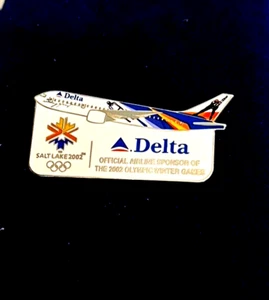 Delta
Delta
SALT LAKE 2002
OFFICIAL AIRLINE SPONSOR OF
THE 2002 OLYMPIC WINTER GAMES